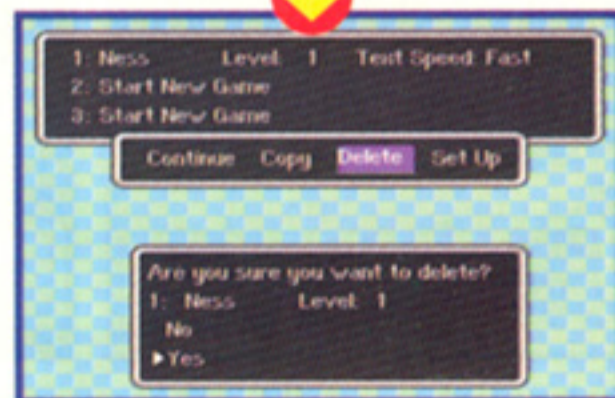 1: Ness Level: 1 Text Speed: Fast
2: Start New Game
3: Start New Game
Continue Copy Delete Set Up
Are you sure you want to delete?
1: Ness Level: 1
No
▶Yes